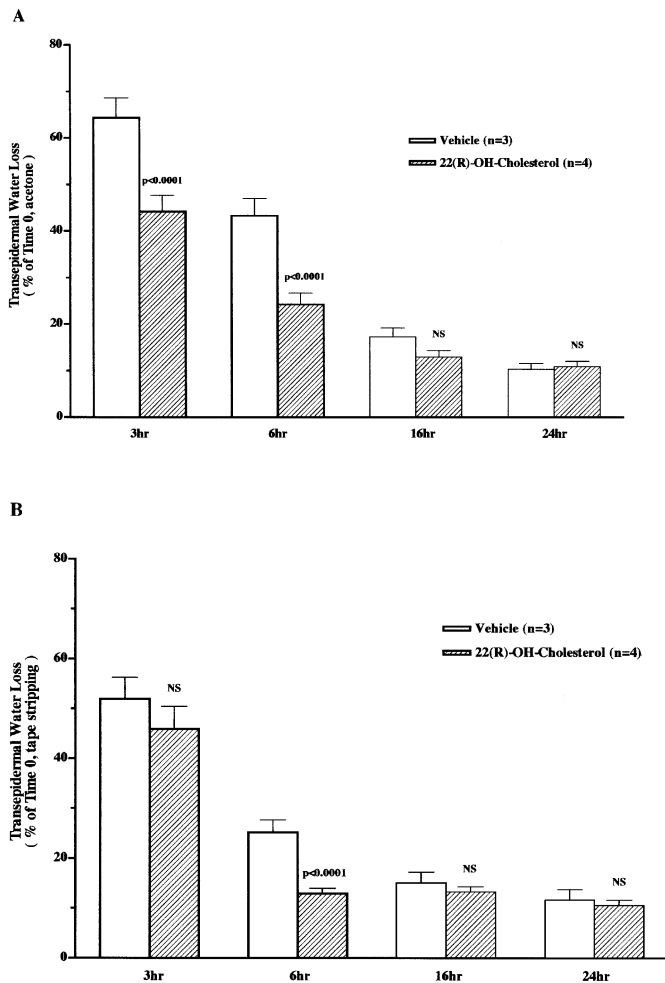 A
80
60
40
20
0
Transepidermal Water Loss
( % of Time 0, acetone )
Vehicle (n=3)
22(R)-OH-Cholesterol (n=4)
p<0.0001
p<0.0001
NS
NS
3hr
6hr
16hr
24hr
B
80
60
40
20
0
Transepidermal Water Loss
( % of Time 0, tape stripping )
Vehicle (n=3)
22(R)-OH-Cholesterol (n=4)
NS
p<0.0001
NS
NS
3hr
6hr
16hr
24hr